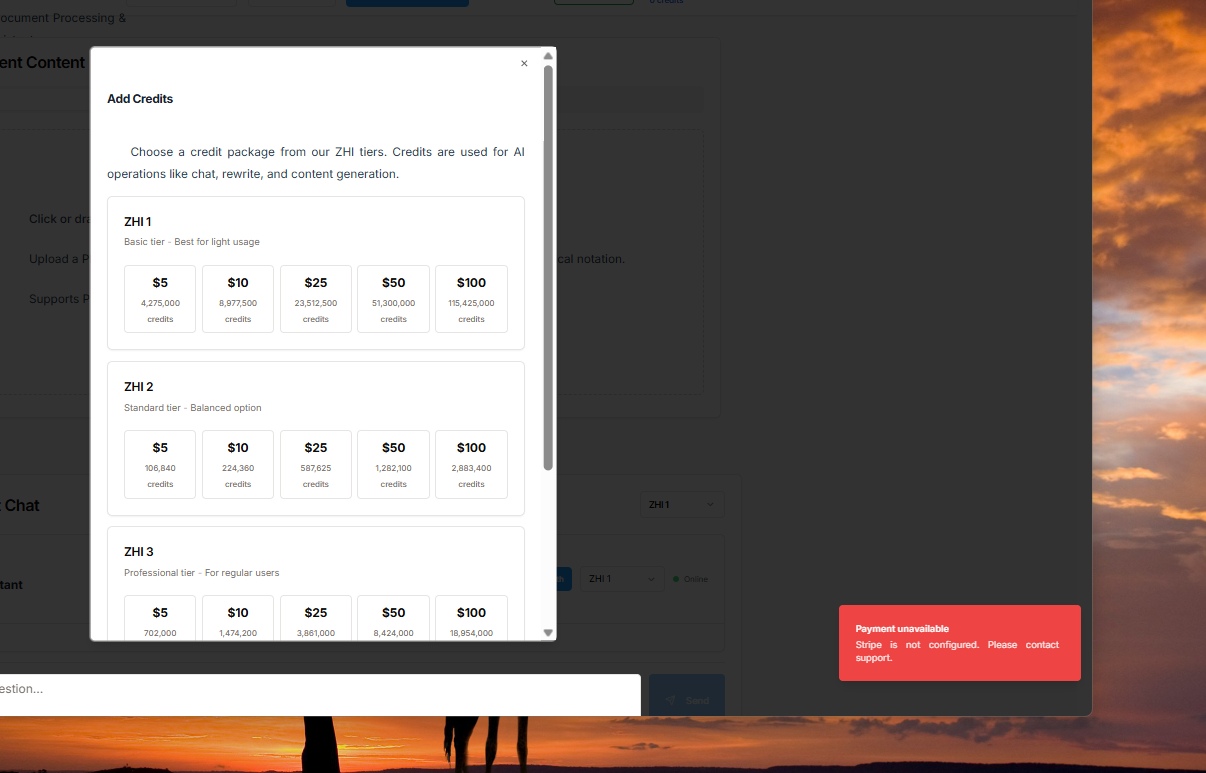 ocument Processing &
0 credits
ent Content
×
Add Credits
Choose a credit package from our ZHI tiers. Credits are used for AI
operations like chat, rewrite, and content generation.
ZHI 1
Basic tier - Best for light usage
$5 $10 $25 $50 $100
4,275,000 8,977,500 23,512,500 51,300,000 115,425,000
credits credits credits credits credits
Click or dra
Upload a P
cal notation.
Supports P
ZHI 2
Standard tier - Balanced option
$5 $10 $25 $50 $100
106,840 224,360 587,625 1,282,100 2,883,400
credits credits credits credits credits
t Chat
ZHI 1
ZHI 3
Professional tier - For regular users
$5 $10 $25 $50 $100
702,000 1,474,200 3,861,000 8,424,000 18,954,000
tant
ZHI 1
Online
Payment unavailable
Stripe is not configured. Please contact
support.
estion...
Send